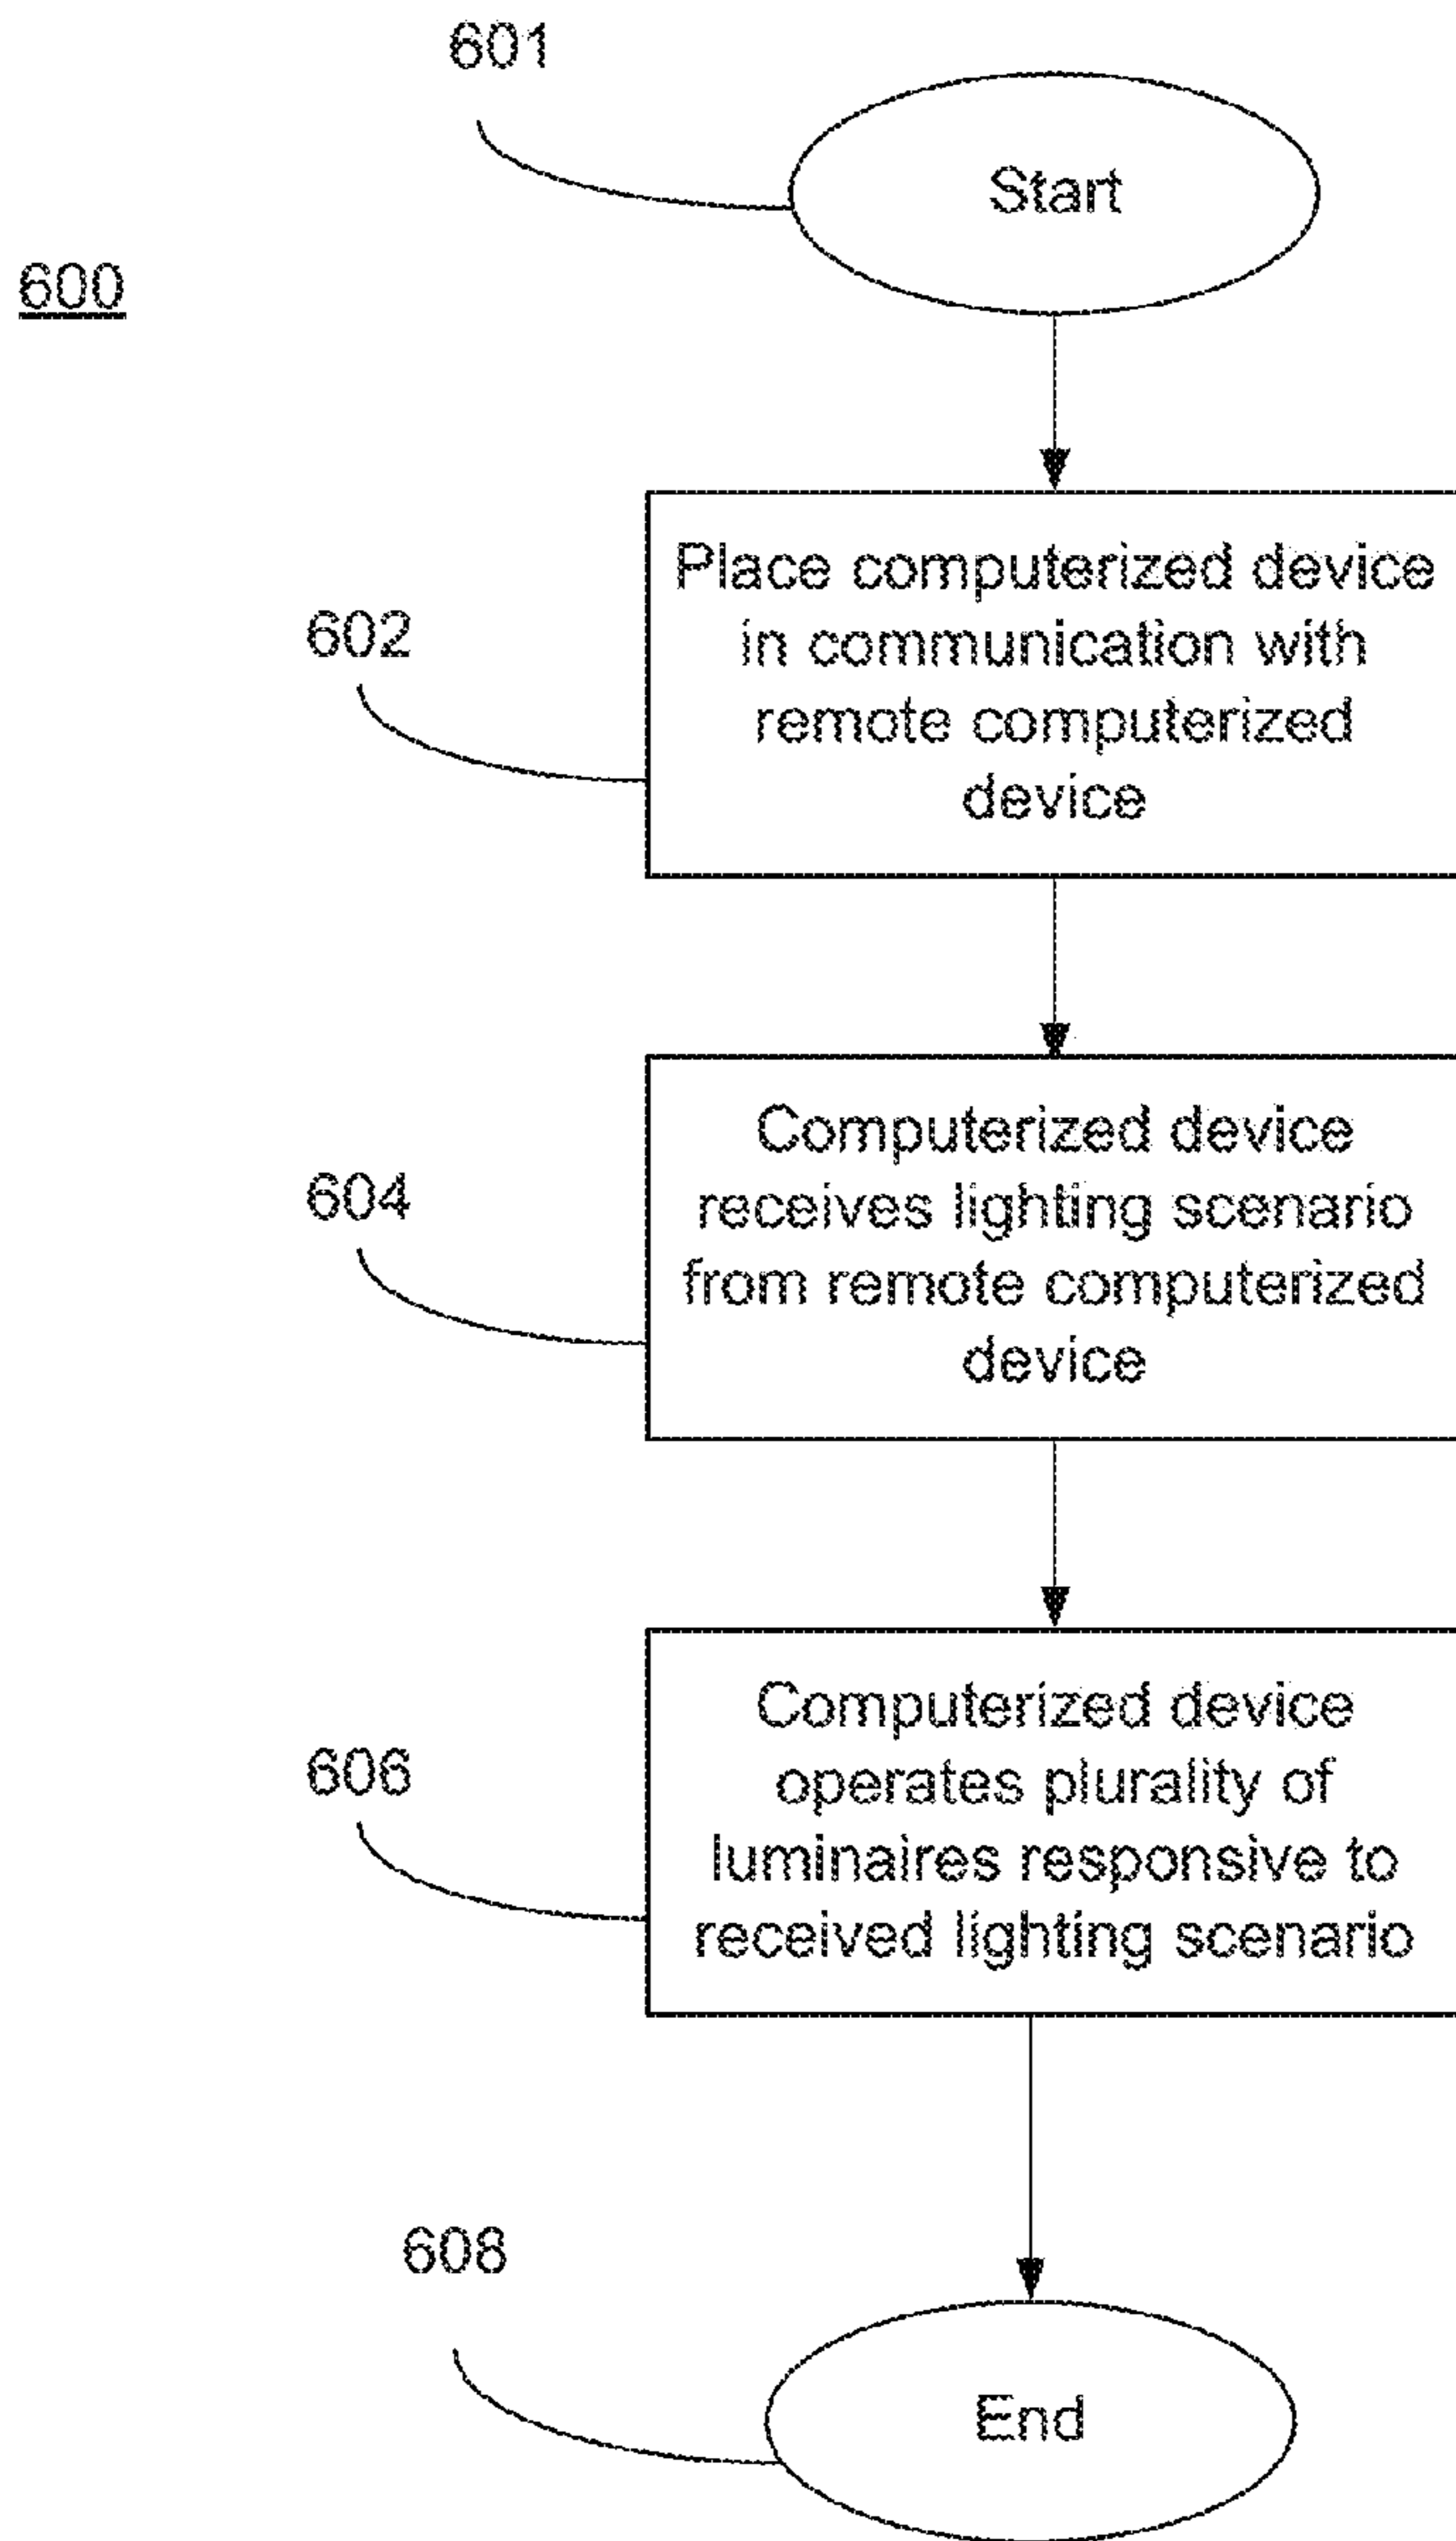 601
Start
600
Place computerized device
in communication with
remote computerized
device
602
Computerized device
receives lighting scenario
from remote computerized
device
604
Computerized device
operates plurality of
luminaires responsive to
received lighting scenario
606
608
End